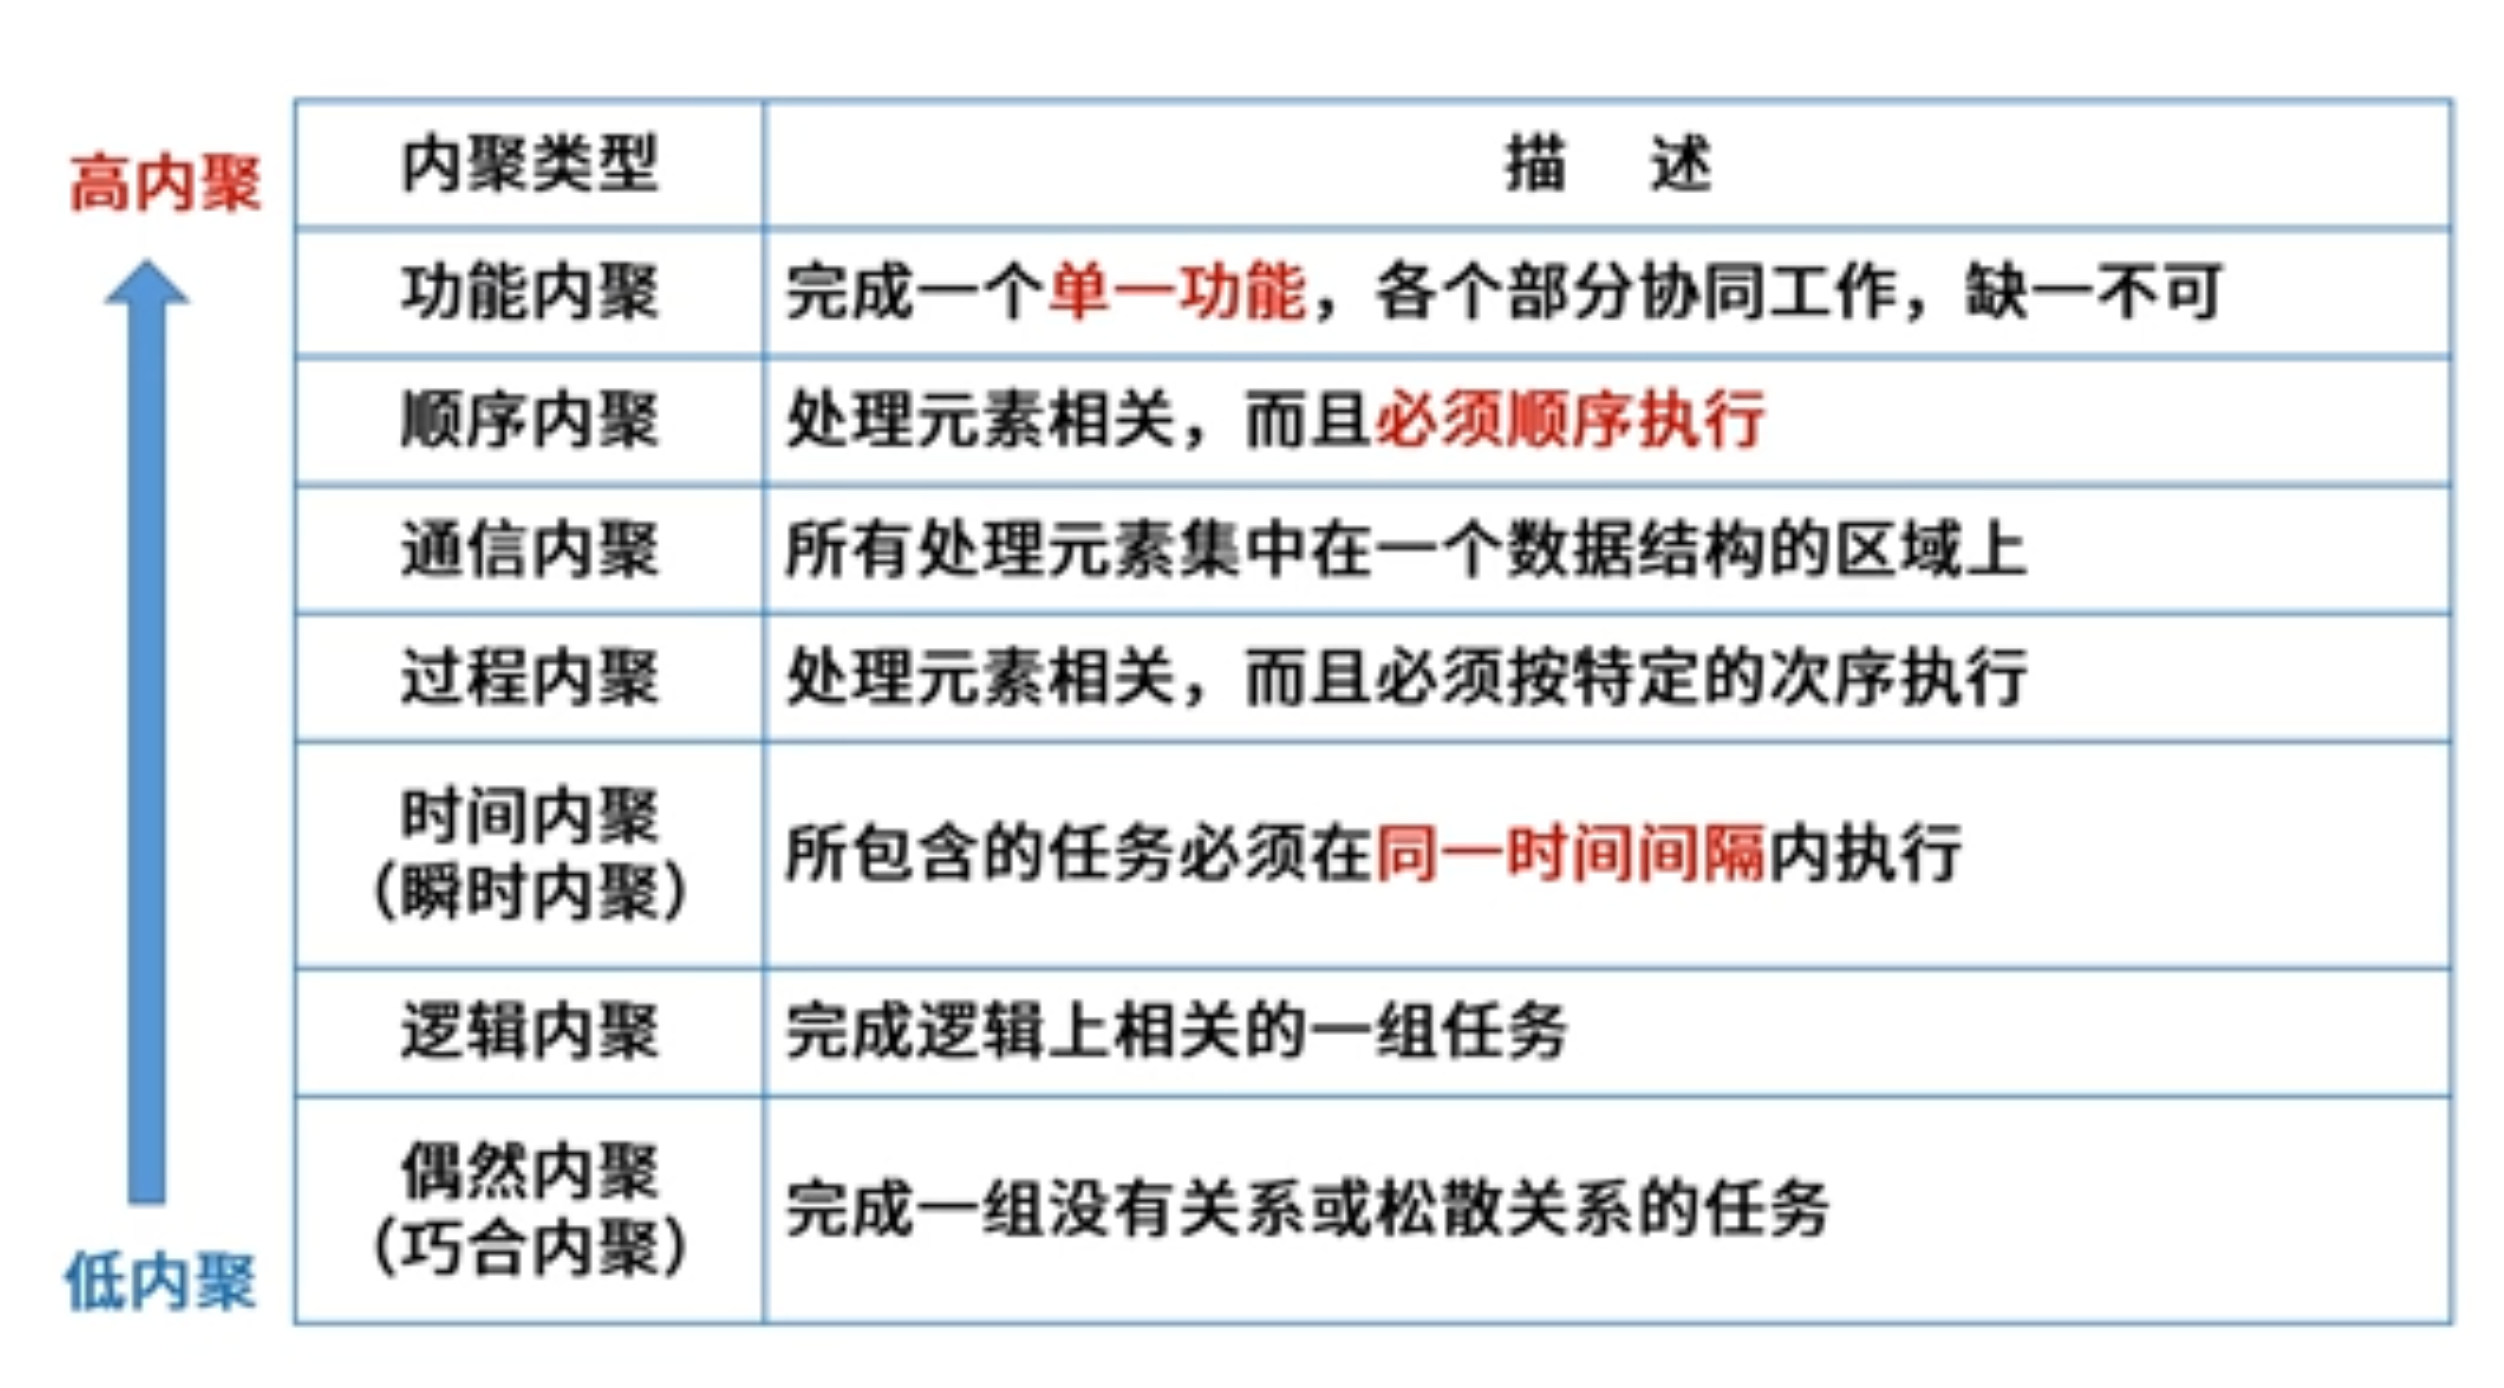 高内聚
内聚类型 描 述
功能内聚 完成一个单一功能，各个部分协同工作，缺一不可
顺序内聚 处理元素相关，而且必须顺序执行
通信内聚 所有处理元素集中在一个数据结构的区域上
过程内聚 处理元素相关，而且必须按特定的次序执行
时间内聚
（瞬时内聚）
所包含的任务必须在同一时间间隔内执行
逻辑内聚 完成逻辑上相关的一组任务
偶然内聚
（巧合内聚）
完成一组没有关系或松散关系的任务
低内聚